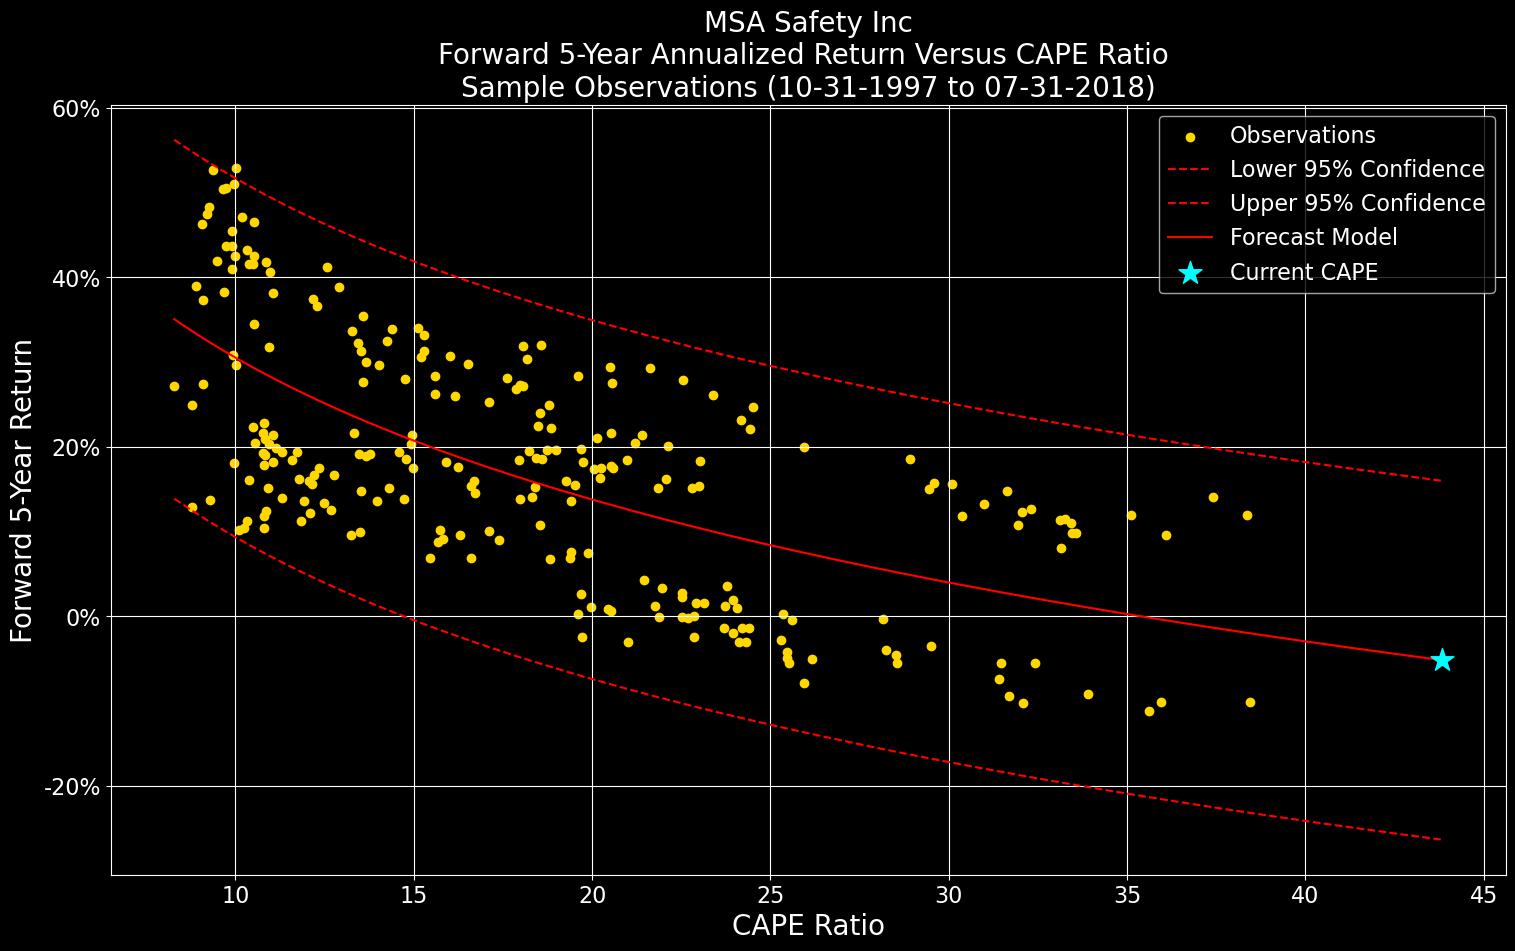 MSA Safety Inc
Forward 5-Year Annualized Return Versus CAPE Ratio
Sample Observations (10-31-1997 to 07-31-2018)
60%
40%
20%
0%
-20%
Forward 5-Year Return
Observations
Lower 95% Confidence
Upper 95% Confidence
Forecast Model
Current CAPE
10 15 20 25 30 35 40 45
CAPE Ratio